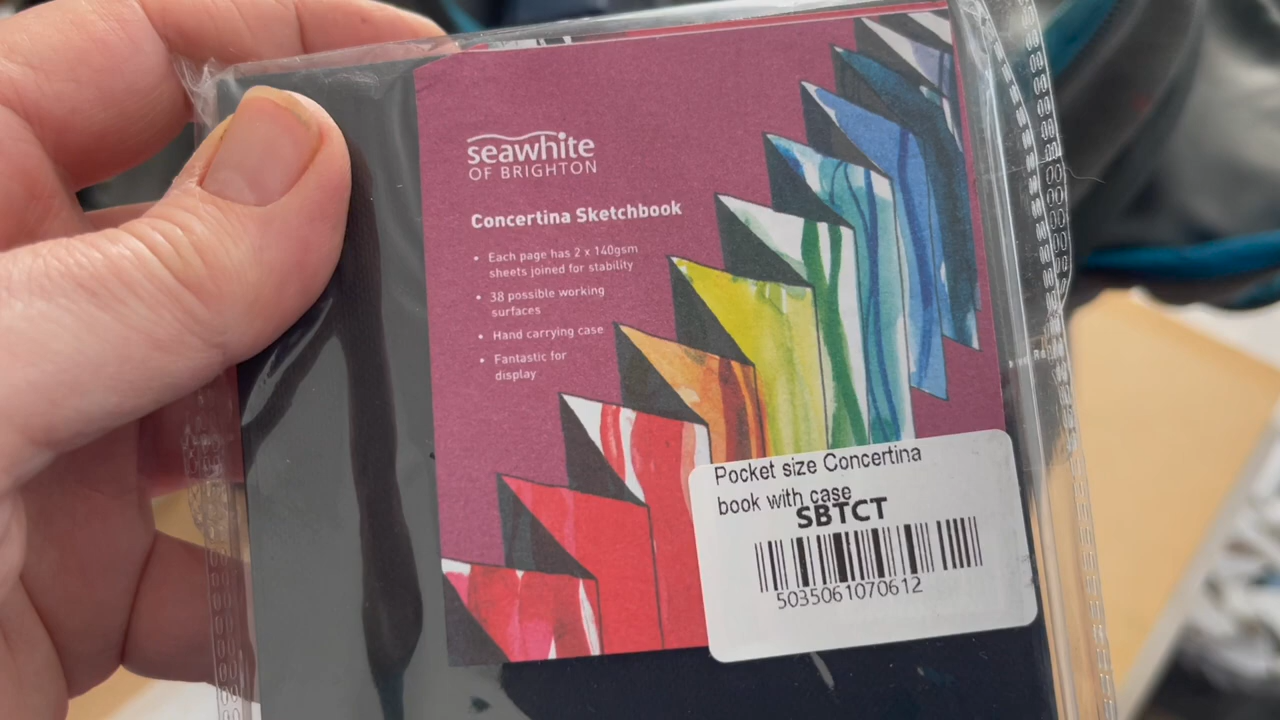 seawhite
OF BRIGHTON
Concertina Sketchbook
• Each page has 2 x 140gsm
sheets joined for stability
• 38 possible working
surfaces
• Hand carrying case
• Fantastic for
display
Pocket size Concertina
book with case
SBTCT
5035061070612